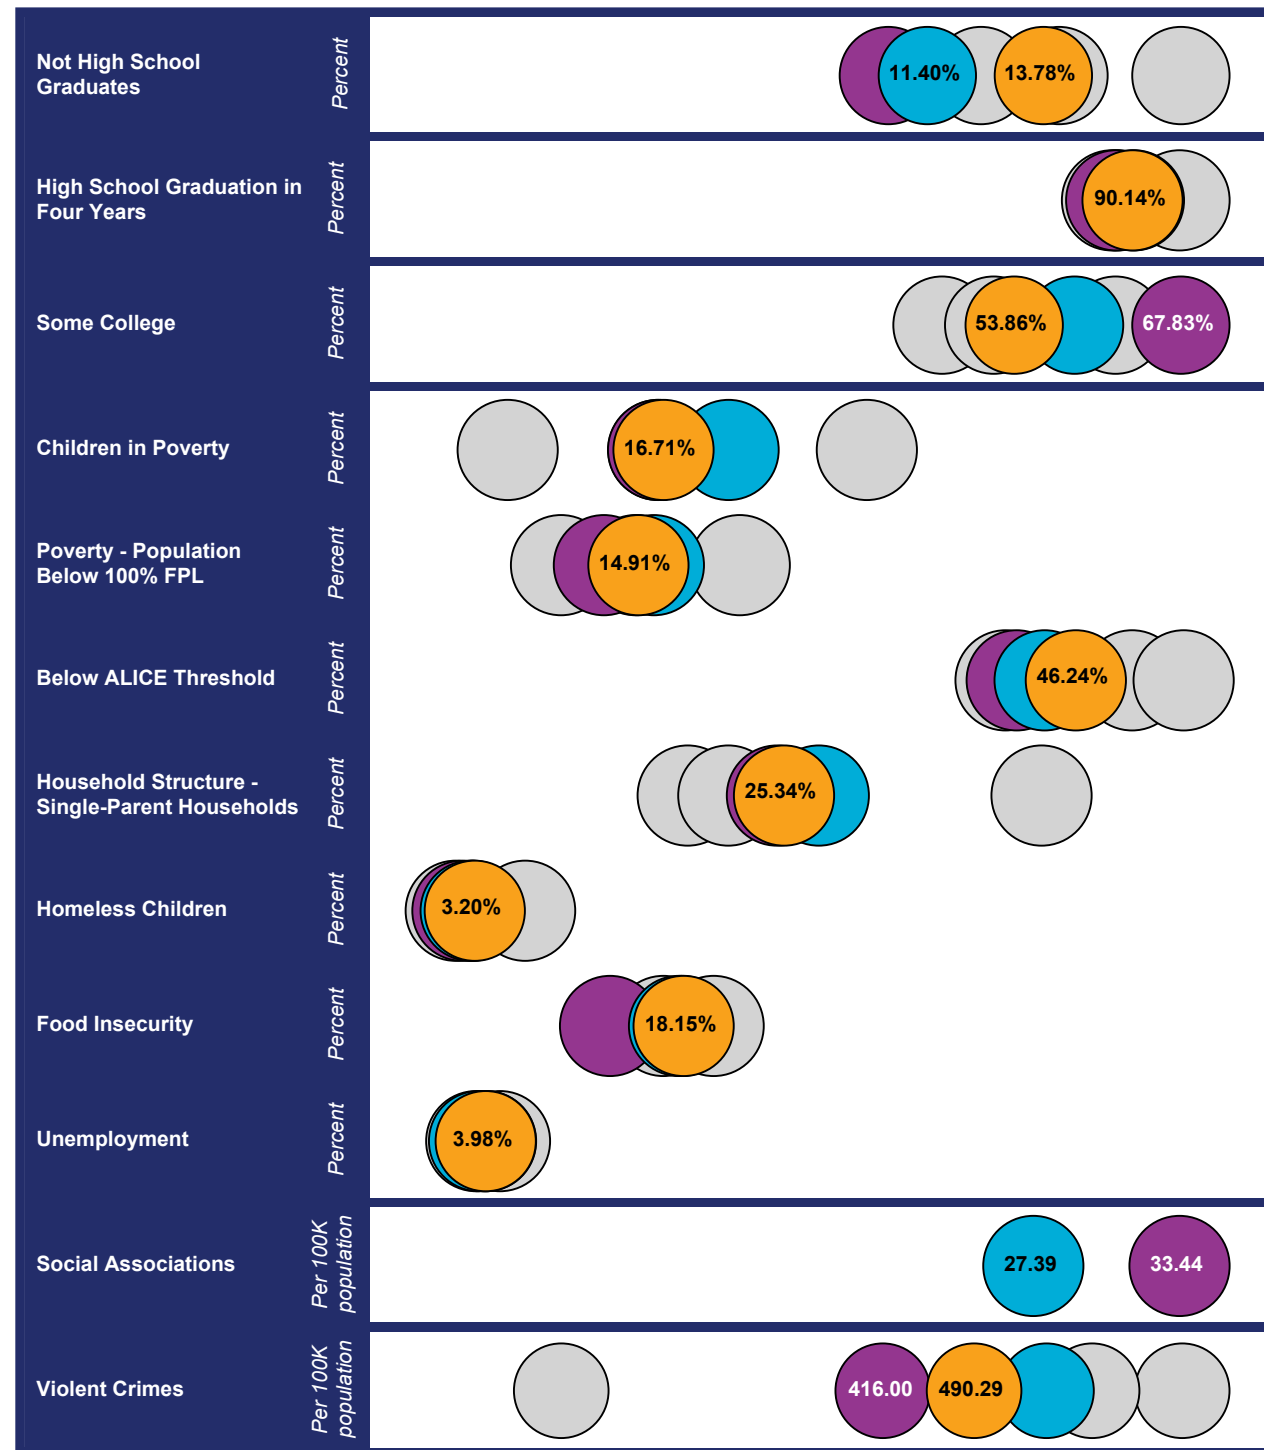 Not High School
Graduates
Percent
11.40%
13.78%
High School Graduation in
Four Years
Percent
90.14%
Some College
Percent
53.86%
67.83%
Children in Poverty
Percent
16.71%
Poverty - Population
Below 100% FPL
Percent
14.91%
Below ALICE Threshold
Percent
46.24%
Household Structure -
Single-Parent Households
Percent
25.34%
Homeless Children
Percent
3.20%
Food Insecurity
Percent
18.15%
Unemployment
Percent
3.98%
Social Associations
Per 100K
population
27.39
33.44
Violent Crimes
Per 100K
population
416.00
490.29